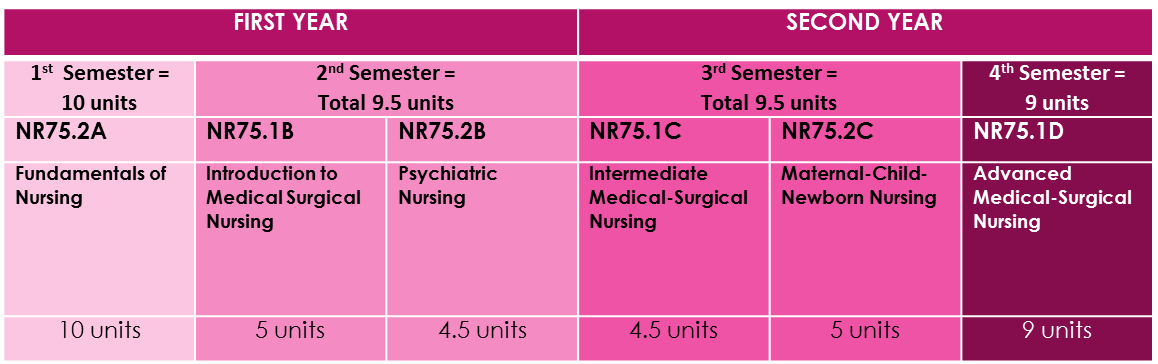 FIRST YEAR
SECOND YEAR
1st Semester =
10 units
2nd Semester =
Total 9.5 units
3rd Semester =
Total 9.5 units
4th Semester =
9 units
NR75.2A
NR75.1B
NR75.2B
NR75.1C
NR75.2C
NR75.1D
Fundamentals of
Nursing
Introduction to
Medical Surgical
Nursing
Psychiatric
Nursing
Intermediate
Medical-Surgical
Nursing
Maternal-Child-
Newborn Nursing
Advanced
Medical-Surgical
Nursing
10 units
5 units
4.5 units
4.5 units
5 units
9 units